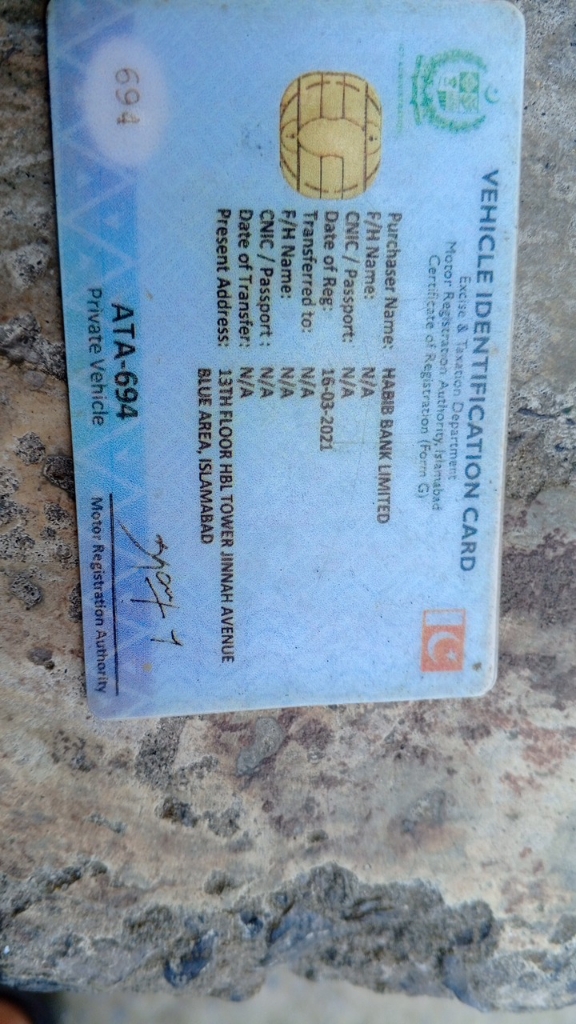 VEHICLE IDENTIFICATION CARD
Excise & Taxation Department
Motor Registration Authority, Islamabad
Certificate of Registration (Form G)
Purchaser Name: HABIB BANK LIMITED
F/H Name: N/A
CNIC / Passport: N/A
Date of Reg: 16-03-2021
Transferred to: N/A
F/H Name: N/A
CNIC / Passport : N/A
Date of Transfer: N/A
Present Address: 13TH FLOOR HBL TOWER JINNAH AVENUE
BLUE AREA, ISLAMABAD
694
ATA-694
Private Vehicle
Motor Registration Authority